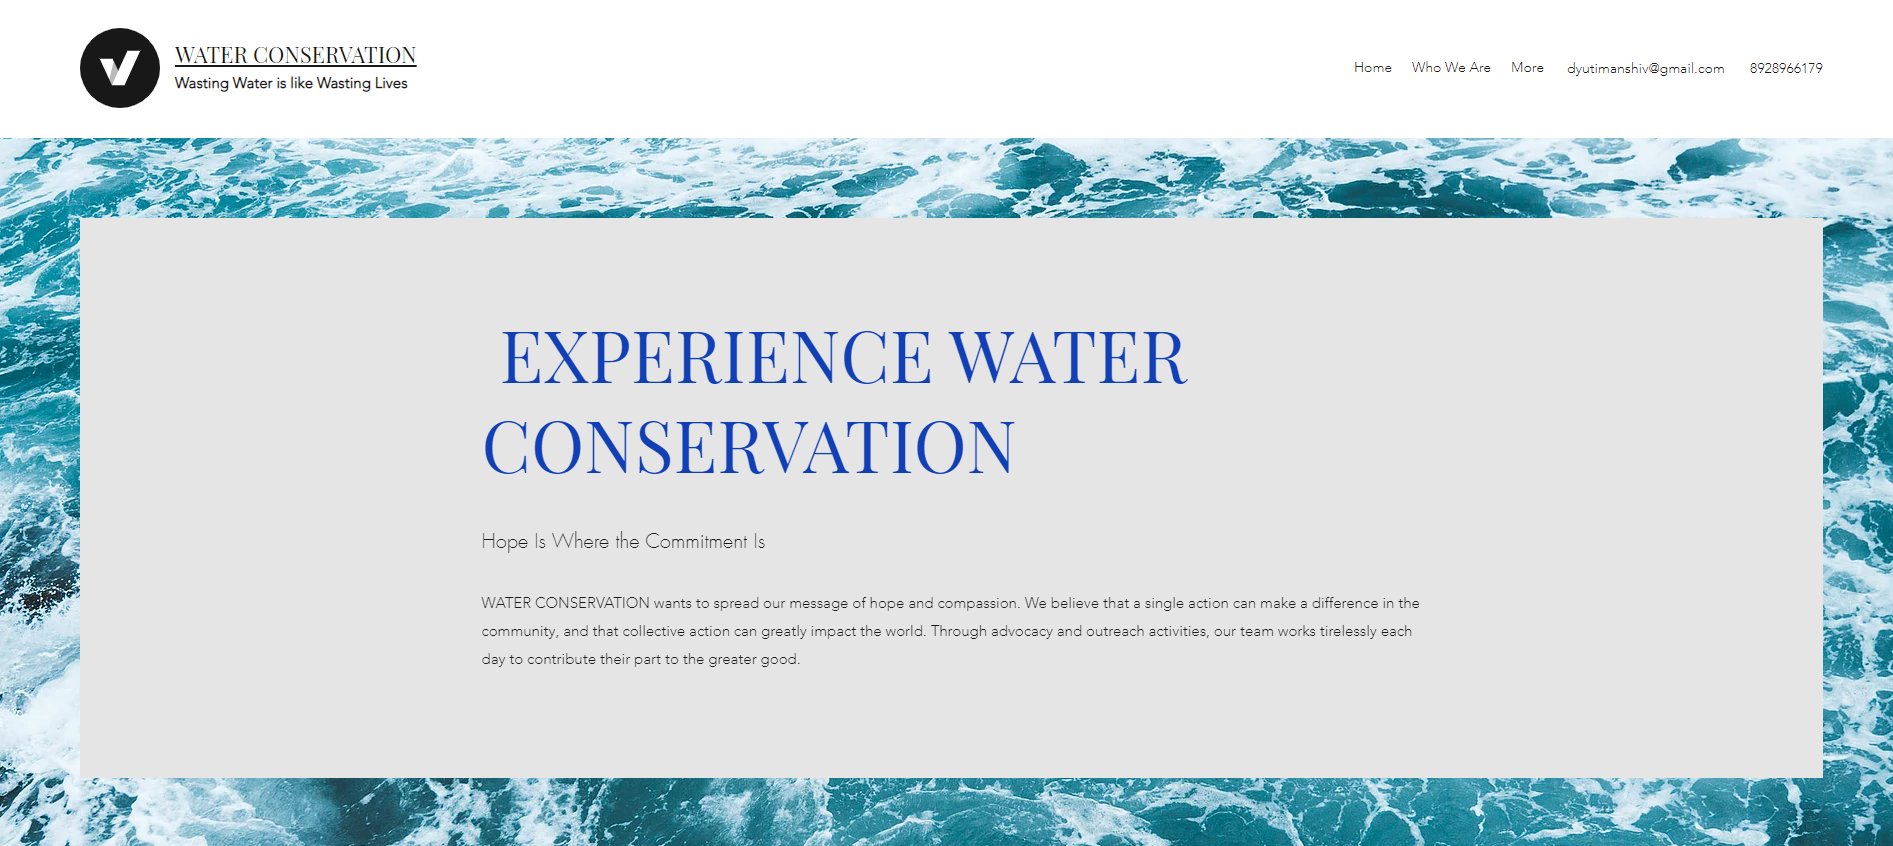 WATER CONSERVATION
Wasting Water is like Wasting Lives
Home Who We Are More dyutimanshiv@gmail.com 8928966179
EXPERIENCE WATER
CONSERVATION
Hope Is Where the Commitment Is
WATER CONSERVATION wants to spread our message of hope and compassion. We believe that a single action can make a difference in the
community, and that collective action can greatly impact the world. Through advocacy and outreach activities, our team works tirelessly each
day to contribute their part to the greater good.